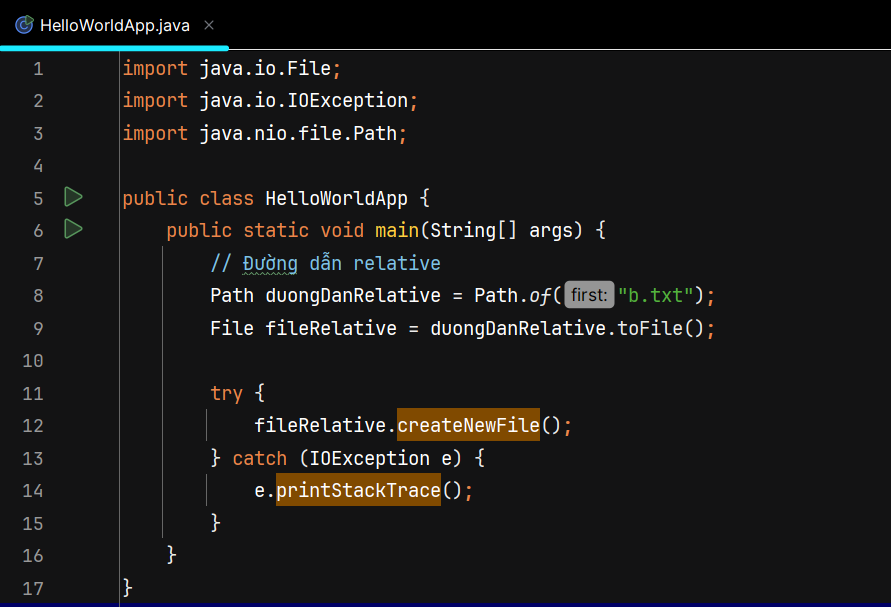 HelloWorldApp.java ×
1 import java.io.File;
2 import java.io.IOException;
3 import java.nio.file.Path;
4
5 public class HelloWorldApp {
6     public static void main(String[] args) {
7         // Đường dẫn relative
8         Path duongDanRelative = Path.of( first: "b.txt");
9         File fileRelative = duongDanRelative.toFile();
10
11         try {
12             fileRelative.createNewFile();
13         } catch (IOException e) {
14             e.printStackTrace();
15         }
16     }
17 }